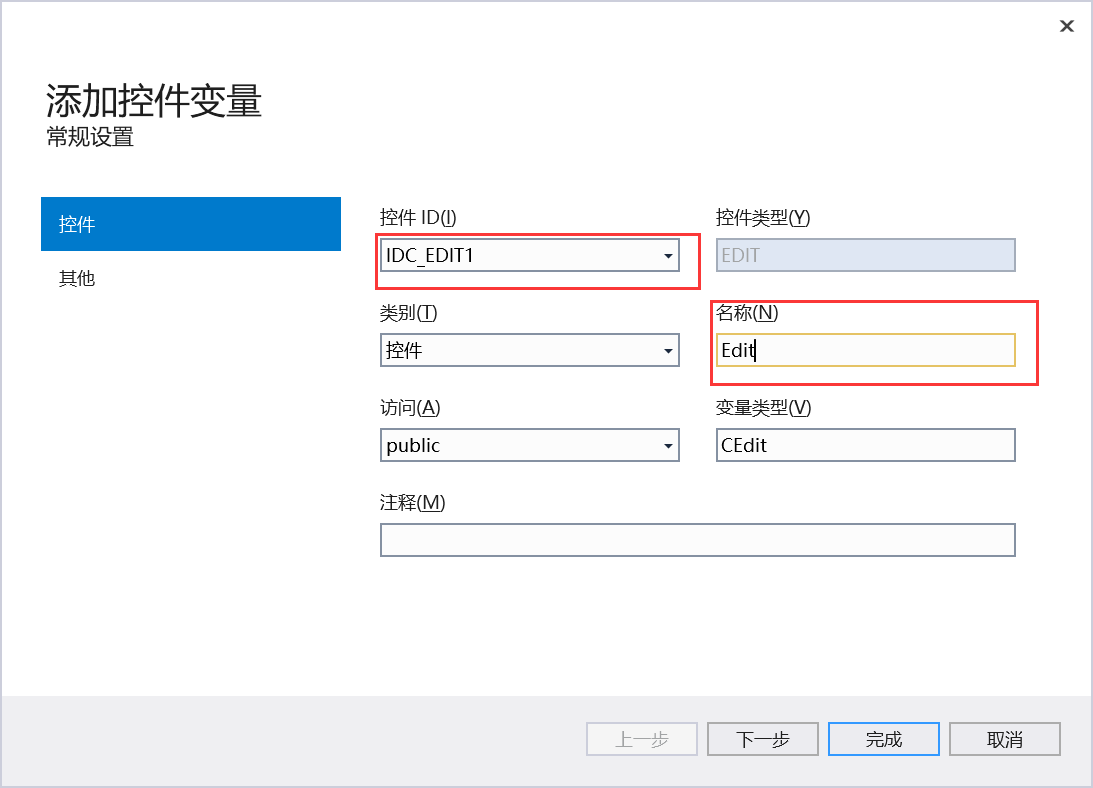 添加控件变量
常规设置
控件
其他
控件 ID(I)
控件类型(Y)
IDC_EDIT1
EDIT
类别(T)
名称(N)
控件
Edit
访问(A)
变量类型(V)
public
CEdit
注释(M)
上一步
下一步
完成
取消